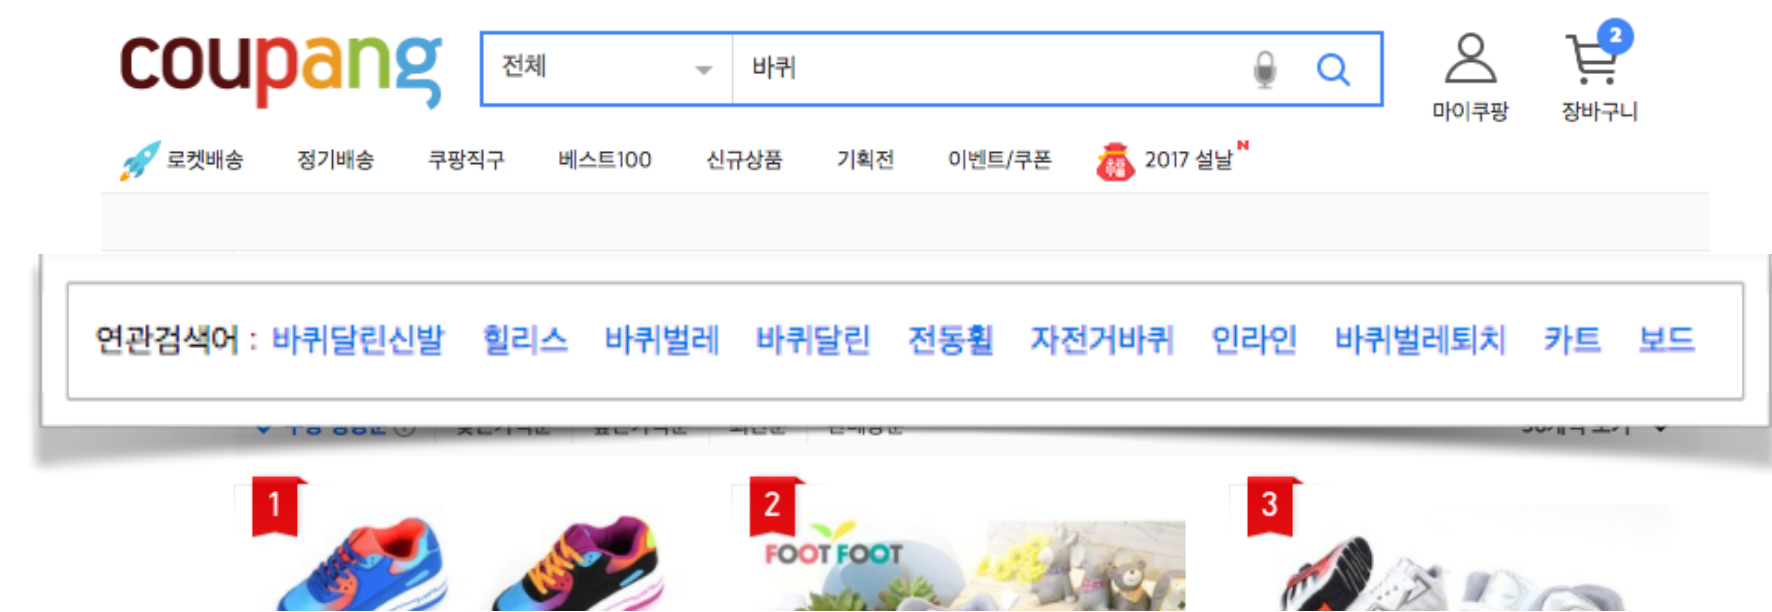 coupang
전체
바퀴
2
마이쿠팡
장바구니
로켓배송 정기배송 쿠팡직구 베스트100 신규상품 기획전 이벤트/쿠폰 2017 설날 N
연관검색어 : 바퀴달린신발 힐리스 바퀴벌레 바퀴달린 전동휠 자전거바퀴 인라인 바퀴벌레퇴치 카트 보드
1
2
3
FOOT FOOT